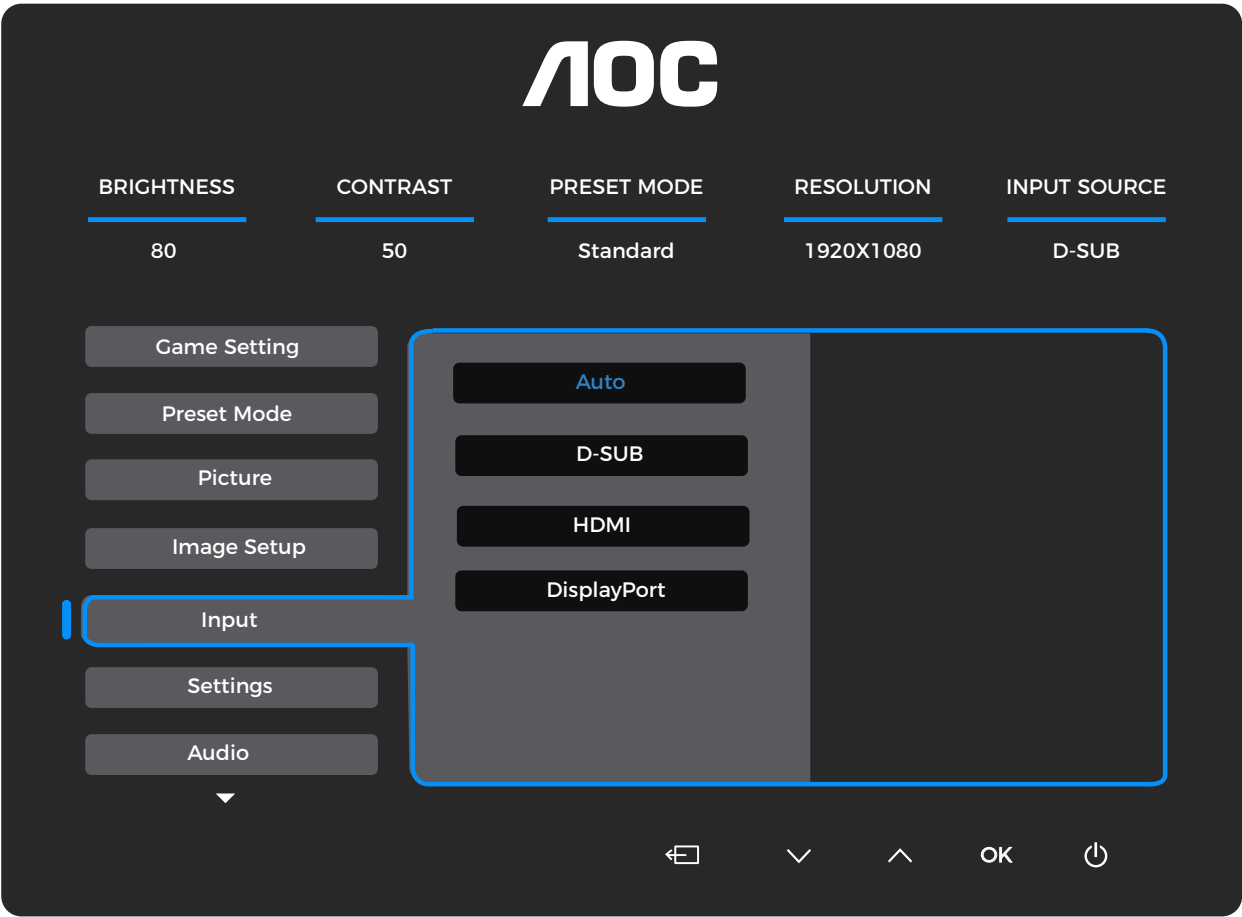 AOC
BRIGHTNESS CONTRAST PRESET MODE RESOLUTION INPUT SOURCE
80 50 Standard 1920X1080 D-SUB
Game Setting
Preset Mode
Picture
Image Setup
Input
Settings
Audio
Auto
D-SUB
HDMI
DisplayPort
OK